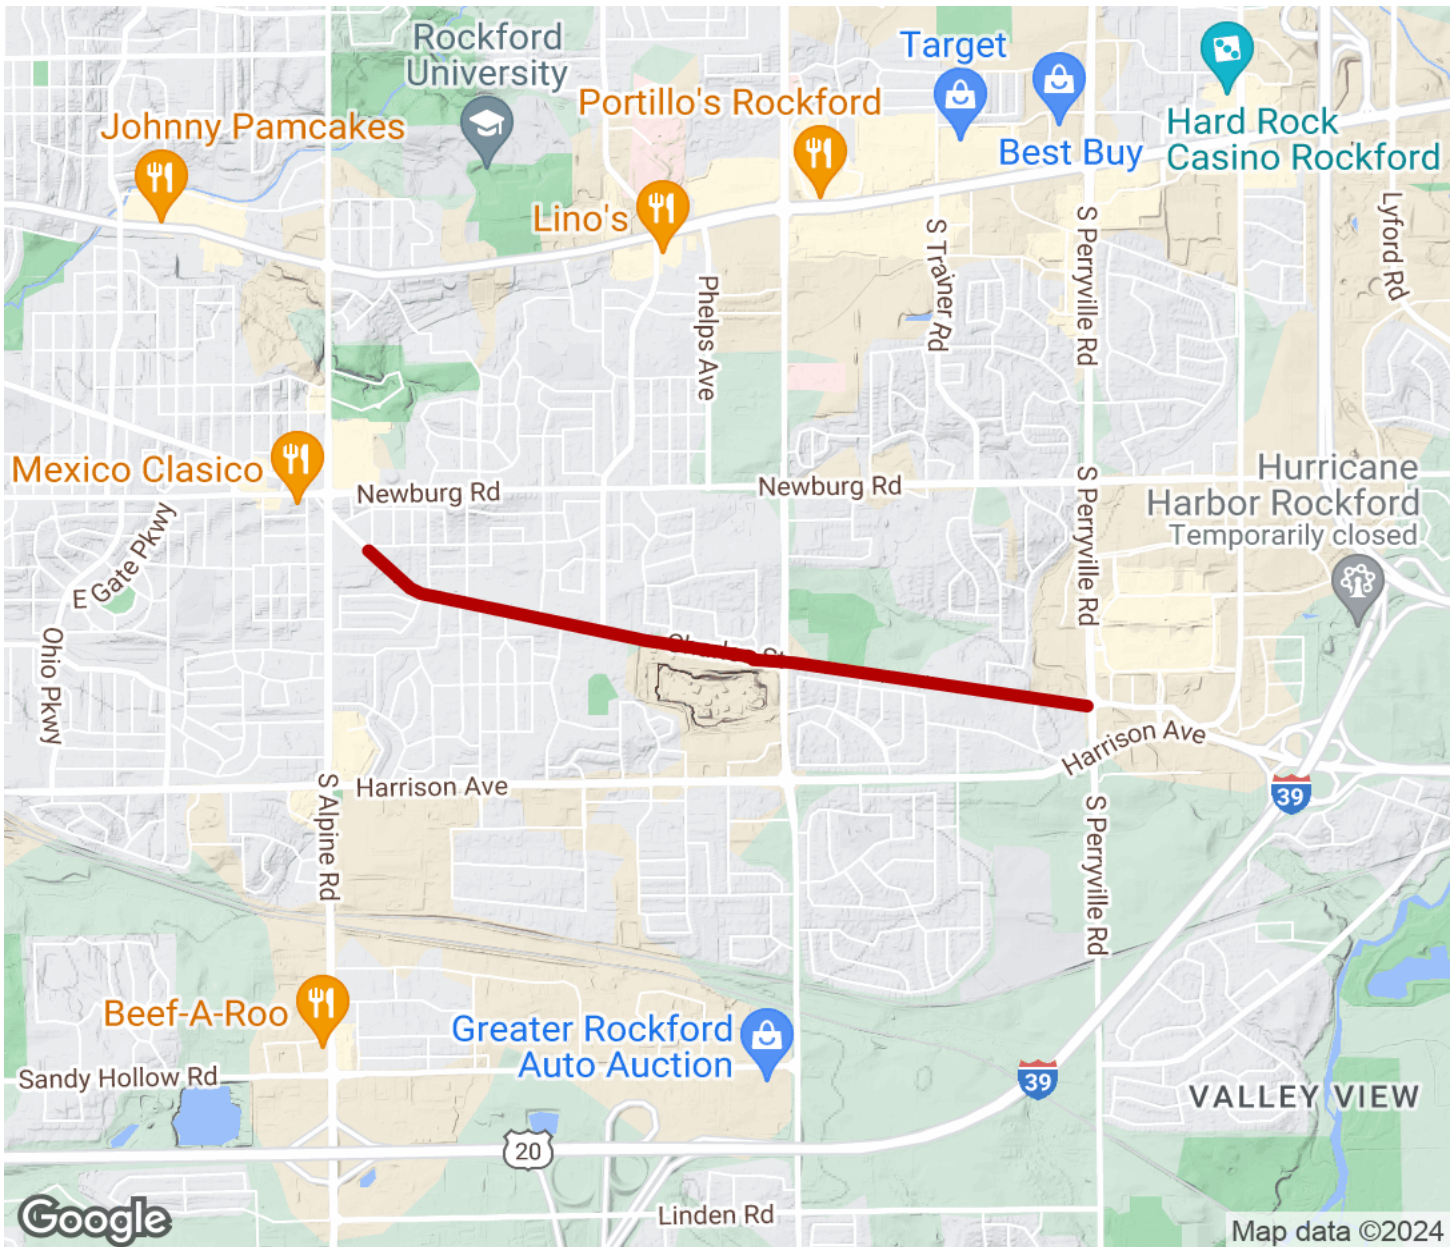 Rockford
University
Target
Portillo's Rockford
Best Buy
Hard Rock
Casino Rockford
Johnny Pamcakes
Lino's
S Trainer Rd
S Perryville Rd
Lyford Rd
Phelps Ave
Mexico Clasico
Newburg Rd
Newburg Rd
S Perryville Rd
Hurricane
Harbor Rockford
Temporarily closed
E Gate Pkwy
Ohio Pkwy
Harrison Ave
S Alpine Rd
Harrison Ave
39
S Perryville Rd
Beef-A-Roo
Greater Rockford
Auto Auction
Sandy Hollow Rd
39
VALLEY VIEW
20
Linden Rd
Google
Map data ©2024